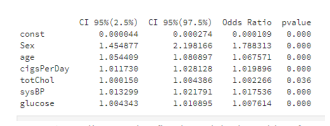 CI 95%(2.5%) CI 95%(97.5%) Odds Ratio pvalue
const 0.000044 0.000274 0.000109 0.000
Sex 1.454877 2.198166 1.788313 0.000
age 1.054409 1.080897 1.067571 0.000
cigsPerDay 1.011730 1.028128 1.019896 0.000
totChol 1.000150 1.004386 1.002266 0.036
sysBP 1.013299 1.021791 1.017536 0.000
glucose 1.004343 1.010895 1.007614 0.000